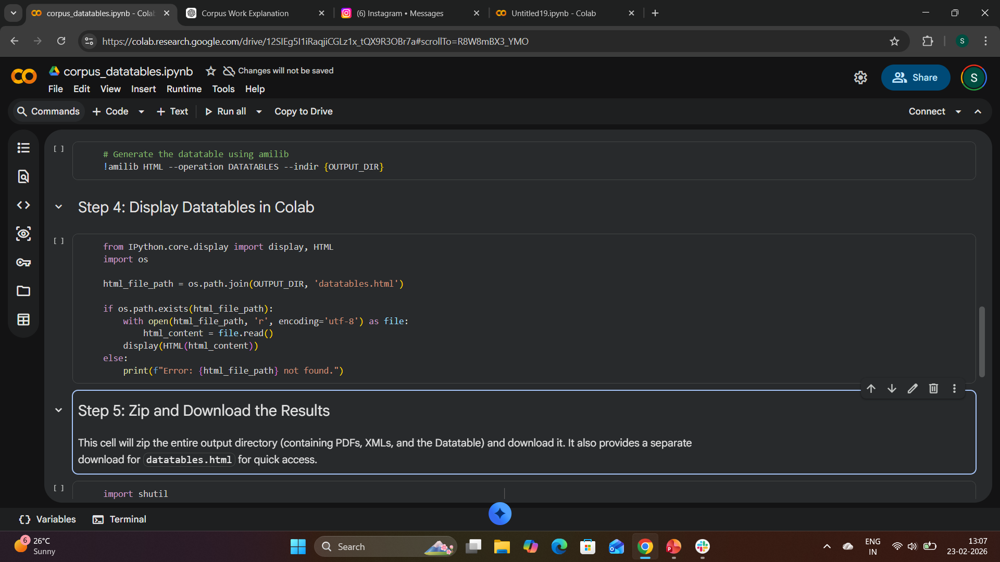 corpus_datatables.ipynb - Colab
Corpus Work Explanation
(6) Instagram • Messages
Untitled19.ipynb - Colab
https://colab.research.google.com/drive/12SIEg5I1iRaqjiCGLz1x_tQX9R3OBr7a#scrollTo=R8W8mBX3_YMO
S
corpus_datatables.ipynb
Changes will not be saved
File Edit View Insert Runtime Tools Help
Share
S
Commands + Code + Text Run all Copy to Drive
Connect
[ ]
# Generate the datatable using amilib
!amilib HTML --operation DATATABLES --indir {OUTPUT_DIR}
Step 4: Display Datatables in Colab
[ ]
from IPython.core.display import display, HTML
import os
html_file_path = os.path.join(OUTPUT_DIR, 'datatables.html')
if os.path.exists(html_file_path):
with open(html_file_path, 'r', encoding='utf-8') as file:
html_content = file.read()
display(HTML(html_content))
else:
print(f"Error: {html_file_path} not found.")
Step 5: Zip and Download the Results
This cell will zip the entire output directory (containing PDFs, XMLs, and the Datatable) and download it. It also provides a separate
download for datatables.html for quick access.
[ ]
import shutil
Variables
Terminal
6
26°C
Sunny
Search
ENG
IN
13:07
23-02-2026